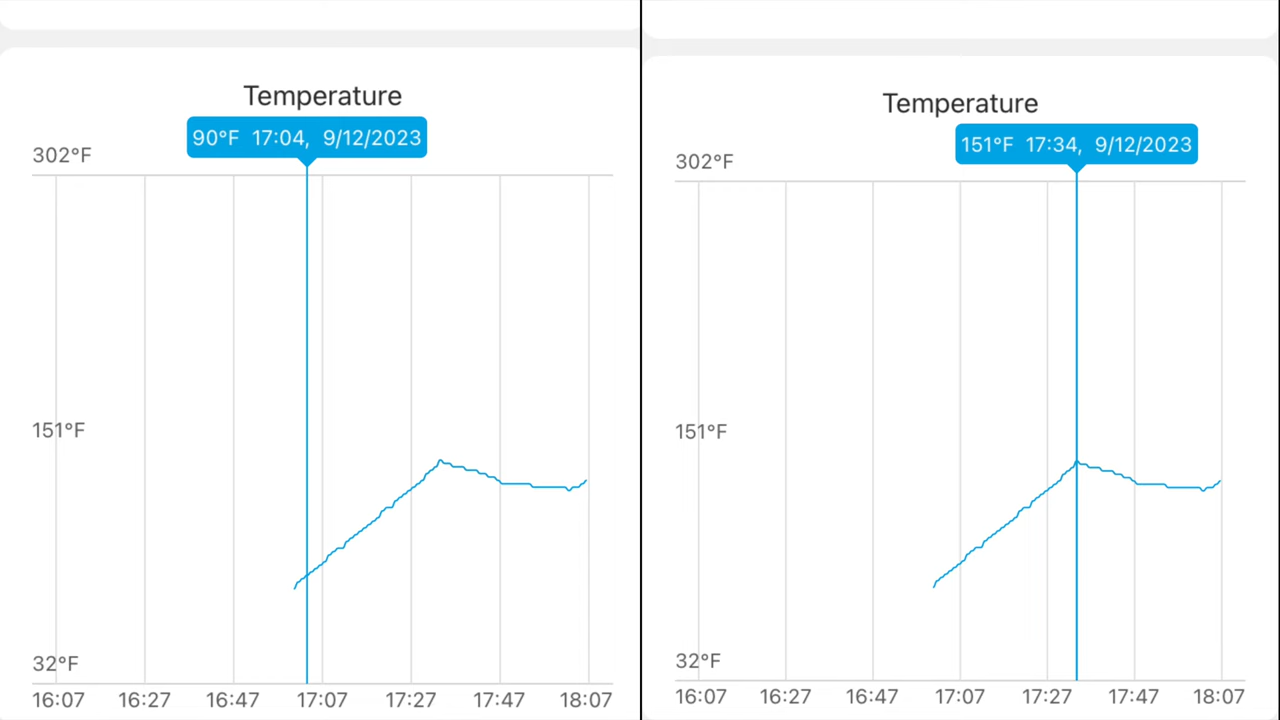 Temperature
90°F 17:04, 9/12/2023
302°F
151°F
32°F
16:07 16:27 16:47 17:07 17:27 17:47 18:07
Temperature
151°F 17:34, 9/12/2023
302°F
151°F
32°F
16:07 16:27 16:47 17:07 17:27 17:47 18:07